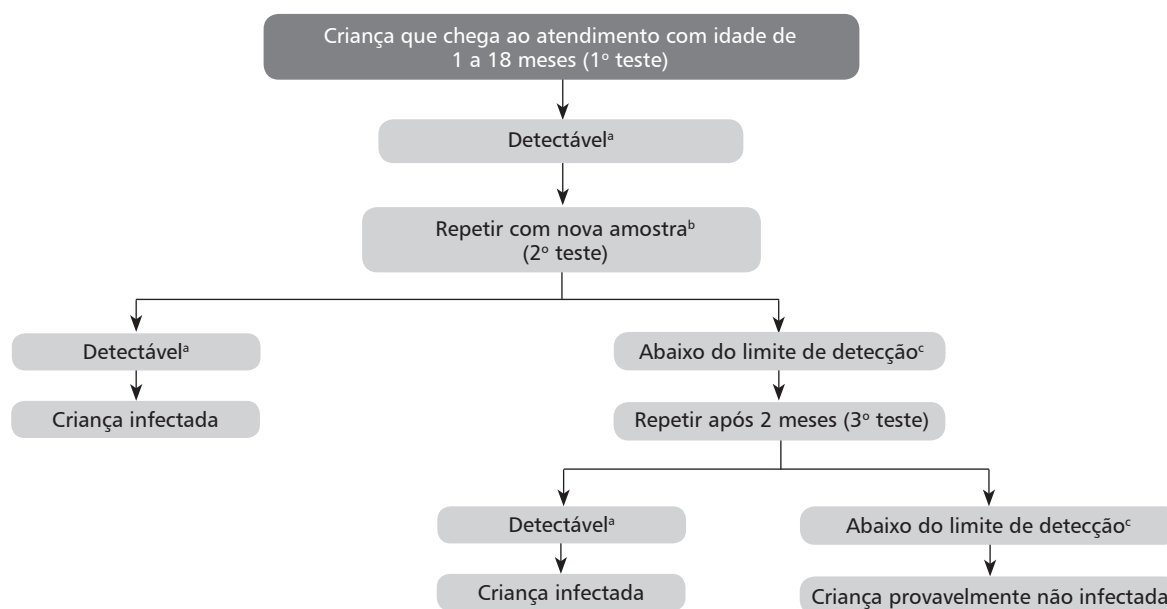 Criança que chega ao atendimento com idade de
1 a 18 meses (1º teste)
Detectávelᵃ
Repetir com nova amostraᵇ
(2º teste)
Detectávelᵃ
Abaixo do limite de detecçãoᶜ
Criança infectada
Repetir após 2 meses (3º teste)
Detectávelᵃ
Abaixo do limite de detecçãoᶜ
Criança infectada
Criança provavelmente não infectada